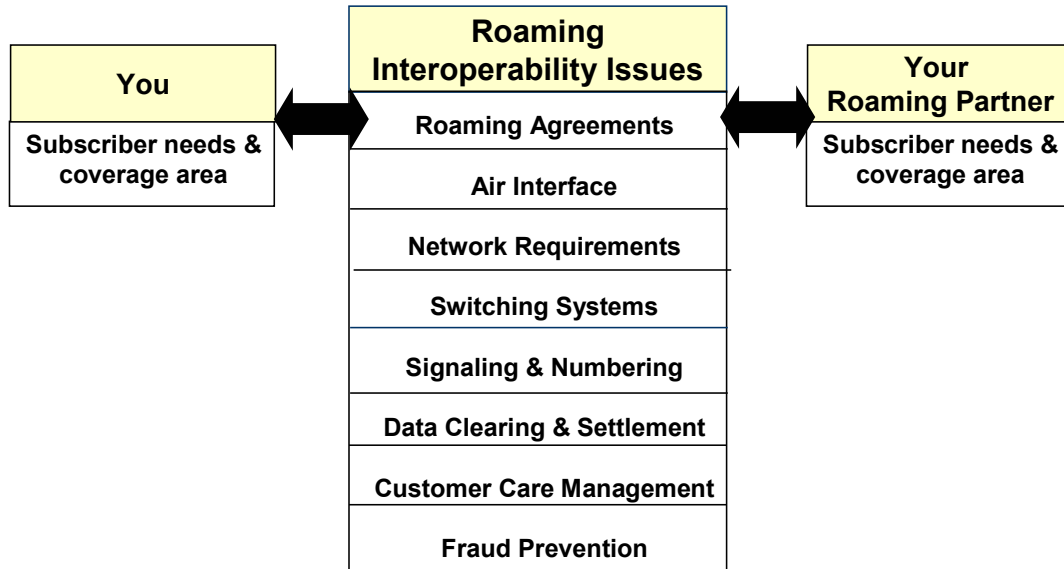 You
Subscriber needs &
coverage area
Roaming
Interoperability Issues
Roaming Agreements
Air Interface
Network Requirements
Switching Systems
Signaling & Numbering
Data Clearing & Settlement
Customer Care Management
Fraud Prevention
Your
Roaming Partner
Subscriber needs &
coverage area